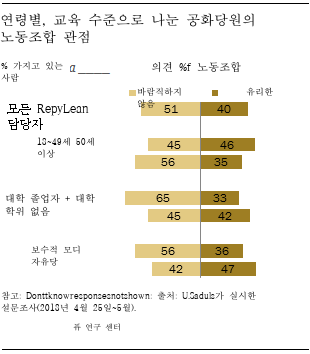 연령별, 교육 수준으로 나눈 공화당원의
노동조합 관점
% 가지고 있는 a______ 의견 %f 노동조합
사람
바람직하지 않음 유리한
모든 RepyLean 51 40
담당자
18~49세 50세 45 46
이상 56 35
대학 졸업자 + 대학 65 33
학위 없음 45 42
보수적 모디 56 36
자유당 42 47
참고: Donttknowresponsesnotshown: 출처: U.Sadults가 실시한
설문조사(2018년 4월 25일~5월).
퓨 연구 센터